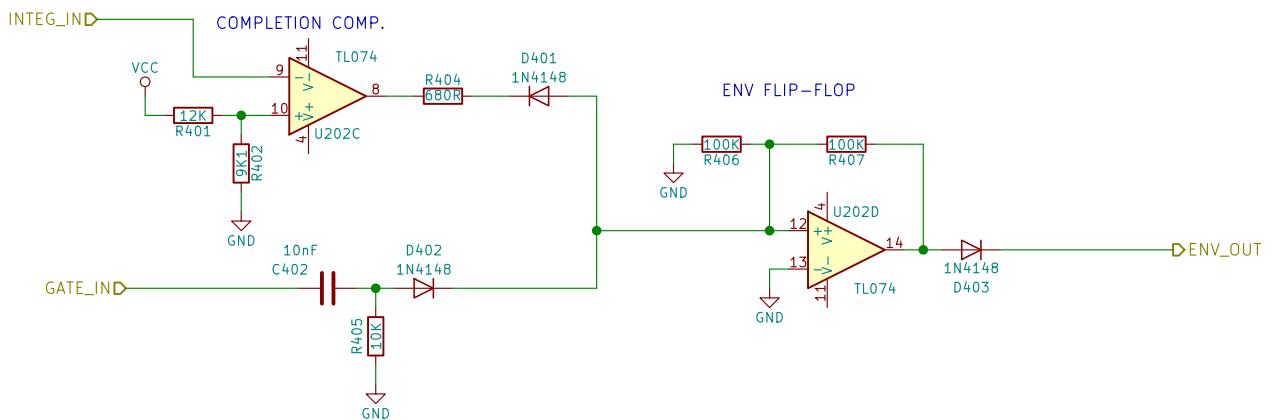 INTEG_IN
COMPLETION COMP.
VCC
12K
R401
9K1
R402
GND
9
10
11
4
V-
V+
-
+
8
TL074
U202C
R404
680R
D401
1N4148
ENV FLIP-FLOP
100K
R406
GND
100K
R407
12
13
4
11
+
V+
-
V-
14
U202D
TL074
GND
1N4148
D403
ENV_OUT
GATE_IN
10nF
C402
D402
1N4148
R405
10K
GND